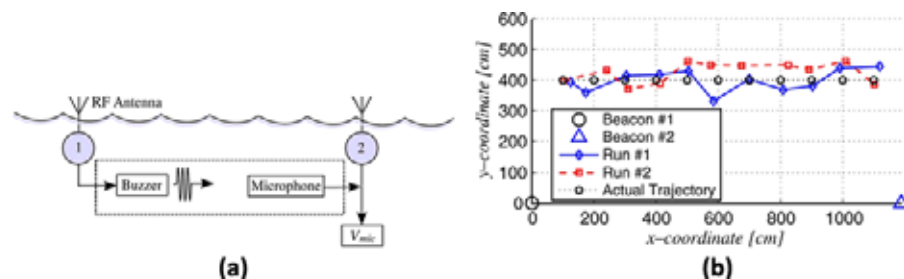 RF Antenna
1
2
Buzzer
Microphone
Vmic
(a)
600
500
400
300
200
100
0
y-coordinate [cm]
Beacon #1
Beacon #2
Run #1
Run #2
Actual Trajectory
0
200
400
600
800
1000
x-coordinate [cm]
(b)